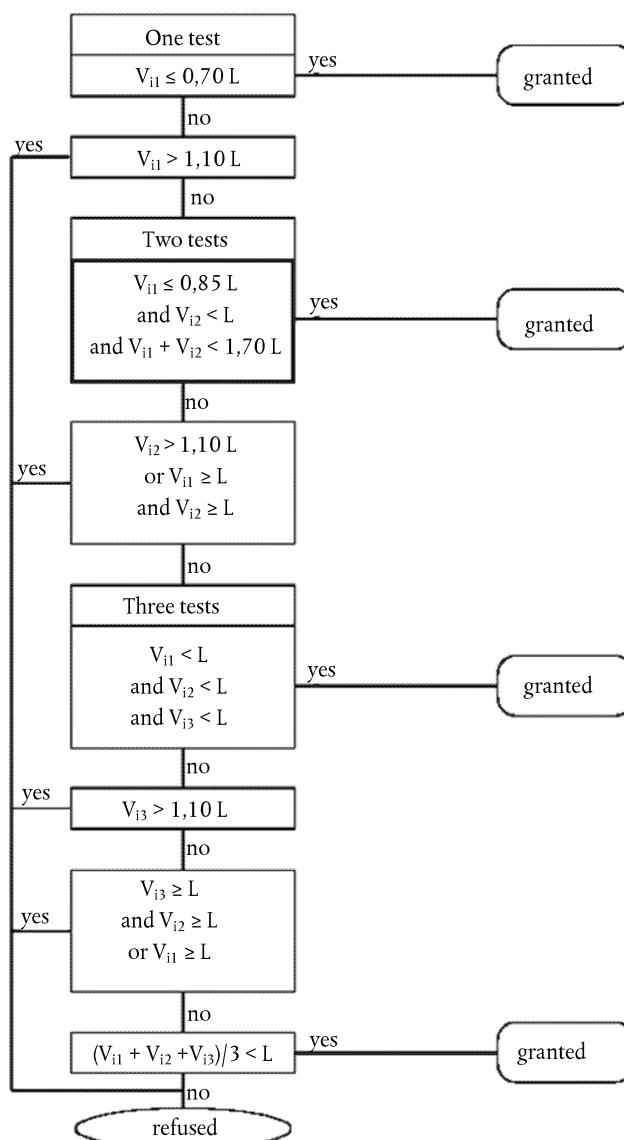 One test
yes
V_i1 ≤ 0,70 L
granted
no
yes
V_i1 > 1,10 L
no
Two tests
V_i1 ≤ 0,85 L
yes
and V_i2 < L
granted
and V_i1 + V_i2 < 1,70 L
no
V_i2 > 1,10 L
yes
or V_i1 ≥ L
and V_i2 ≥ L
no
Three tests
V_i1 < L
yes
and V_i2 < L
granted
and V_i3 < L
no
yes
V_i3 > 1,10 L
no
V_i3 ≥ L
yes
and V_i2 ≥ L
or V_i1 ≥ L
no
yes
(V_i1 + V_i2 +V_i3)/3 < L
granted
no
refused